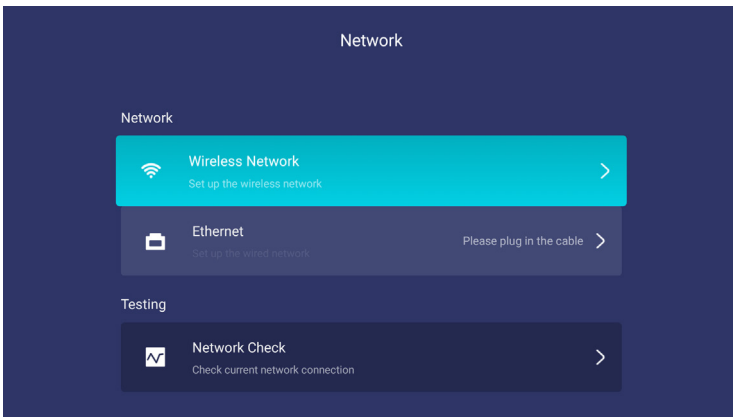 Network
Network
Wireless Network
Set up the wireless network
Ethernet
Set up the wired network
Please plug in the cable
Testing
Network Check
Check current network connection